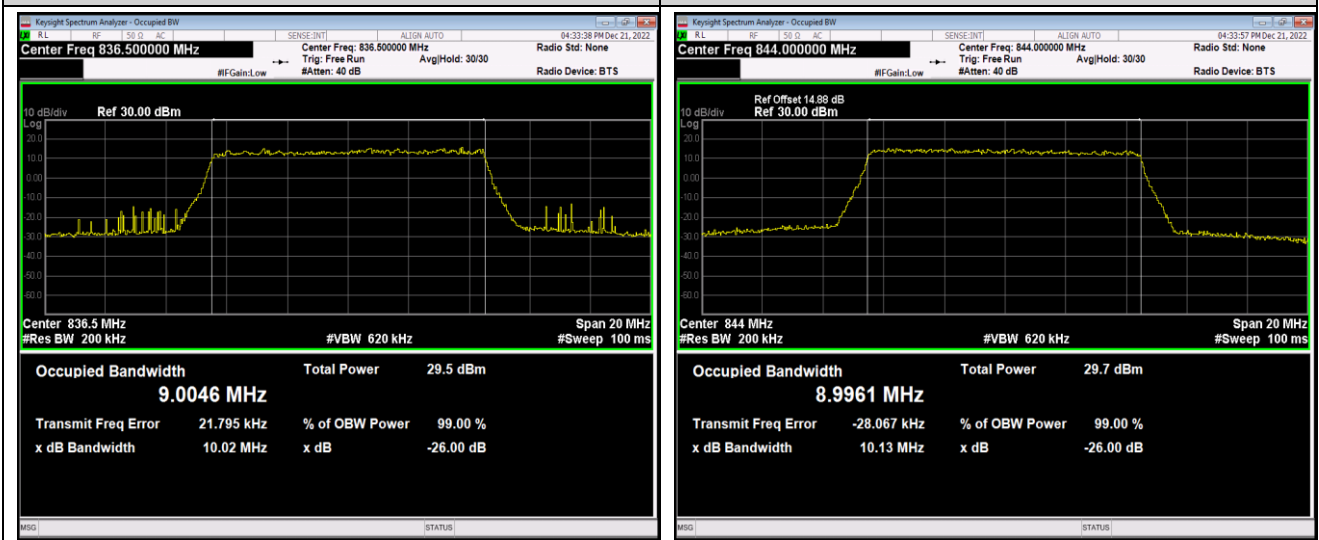 Keysight Spectrum Analyzer - Occupied BW
RL RF 50 Ω AC SENSE:INT ALIGN AUTO 04:33:38 PM Dec 21, 2022
Center Freq 836.500000 MHz
Center Freq: 836.500000 MHz
Radio Std: None
Trig: Free Run Avg|Hold: 30/30
#IFGain:Low #Atten: 40 dB Radio Device: BTS
10 dB/div Ref 30.00 dBm
Log
20.0
10.0
0.00
-10.0
-20.0
-30.0
-40.0
-50.0
-60.0
Center 836.5 MHz Span 20 MHz
#Res BW 200 kHz #VBW 620 kHz #Sweep 100 ms
Occupied Bandwidth Total Power 29.5 dBm
9.0046 MHz
Transmit Freq Error 21.795 kHz % of OBW Power 99.00 %
x dB Bandwidth 10.02 MHz x dB -26.00 dB
MSG STATUS
Keysight Spectrum Analyzer - Occupied BW
RL RF 50 Ω AC SENSE:INT ALIGN AUTO 04:33:57 PM Dec 21, 2022
Center Freq 844.000000 MHz
Center Freq: 844.000000 MHz
Radio Std: None
Trig: Free Run Avg|Hold: 30/30
#IFGain:Low #Atten: 40 dB Radio Device: BTS
Ref Offset 14.88 dB
10 dB/div Ref 30.00 dBm
Log
20.0
10.0
0.00
-10.0
-20.0
-30.0
-40.0
-50.0
-60.0
Center 844 MHz Span 20 MHz
#Res BW 200 kHz #VBW 620 kHz #Sweep 100 ms
Occupied Bandwidth Total Power 29.7 dBm
8.9961 MHz
Transmit Freq Error -28.067 kHz % of OBW Power 99.00 %
x dB Bandwidth 10.13 MHz x dB -26.00 dB
MSG STATUS